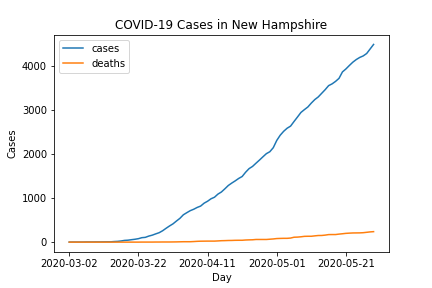 COVID-19 Cases in New Hampshire
cases
deaths
4000
3000
2000
1000
0
Cases
2020-03-02 2020-03-22 2020-04-11 2020-05-01 2020-05-21
Day